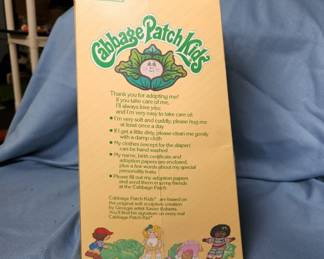 Cabbage Patch Kids
Thank you for adopting me!
If you take care of me,
I'll always love you;
and I'm very easy to take care of:
• I'm very soft and cuddly, please hug me
at least once a day
• If I get a little dirty, please clean me gently
with a damp cloth
• My clothes (except for the diaper)
can be hand washed
• My name, birth certificate and
adoption papers are enclosed,
plus a few words about my special
personality traits
• Please fill out my adoption papers
and send them to my friends
at the Cabbage Patch
Cabbage Patch Kids are based on
the original soft sculpture creation
by Georgia artist Xavier Roberts.
You'll find his signature on every real
Cabbage Patch Kid